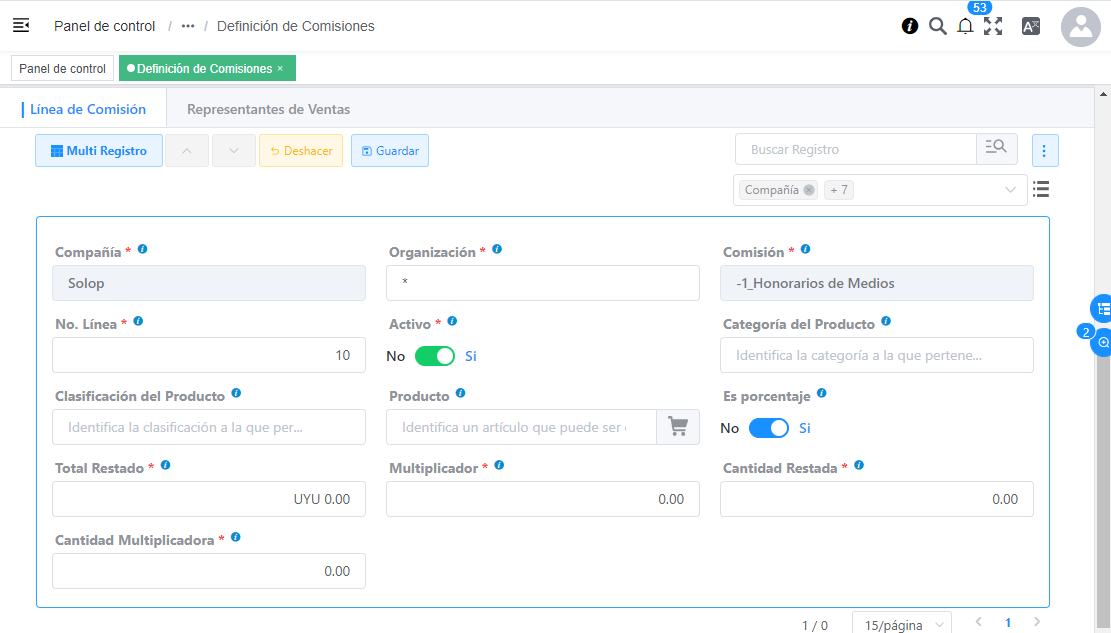 53
Panel de control / ••• / Definición de Comisiones
Panel de control
Definición de Comisiones ×
Línea de Comisión
Representantes de Ventas
Multi Registro
Deshacer
Guardar
Buscar Registro
Compañía
+ 7
Compañía *
Organización *
Comisión *
Solop
*
-1_Honorarios de Medios
No. Línea *
Activo *
Categoría del Producto
10
No
Si
Identifica la categoría a la que pertene...
2
Clasificación del Producto
Producto
Es porcentaje
Identifica la clasificación a la que per...
Identifica un artículo que puede ser
No
Si
Total Restado *
Multiplicador *
Cantidad Restada *
UYU 0.00
0.00
0.00
Cantidad Multiplicadora *
0.00
1 / 0
15/página
1